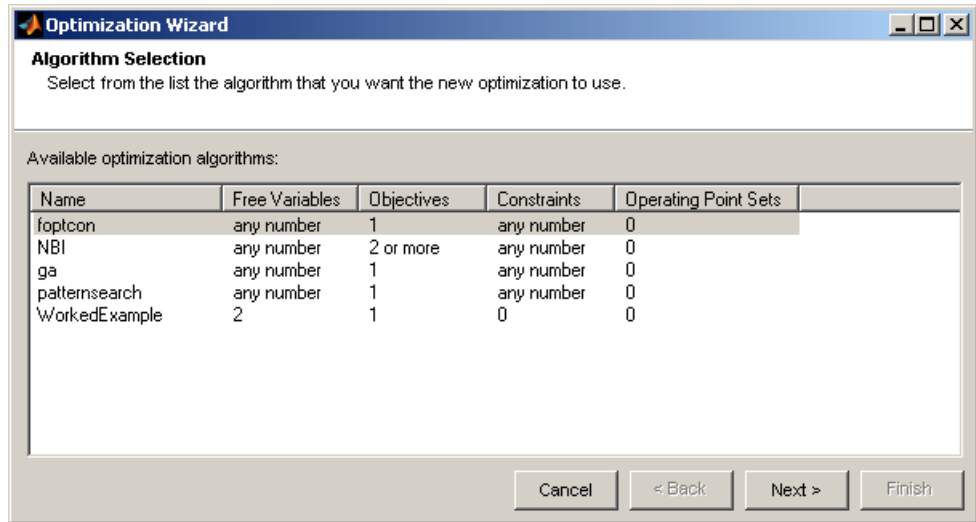 Optimization Wizard
Algorithm Selection
Select from the list the algorithm that you want the new optimization to use.
Available optimization algorithms:
Name Free Variables Objectives Constraints Operating Point Sets
foptcon any number 1 any number 0
NBI any number 2 or more any number 0
ga any number 1 any number 0
patternsearch any number 1 any number 0
WorkedExample 2 1 0 0
Cancel < Back Next > Finish